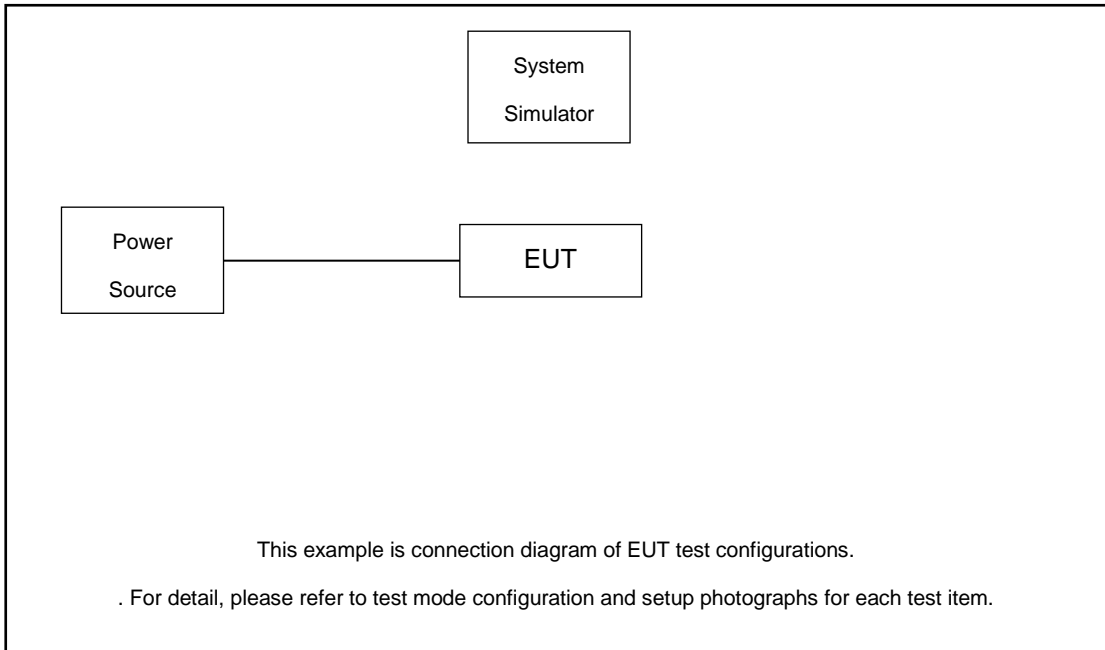 System
Simulator
Power
Source
EUT
This example is connection diagram of EUT test configurations.
. For detail, please refer to test mode configuration and setup photographs for each test item.